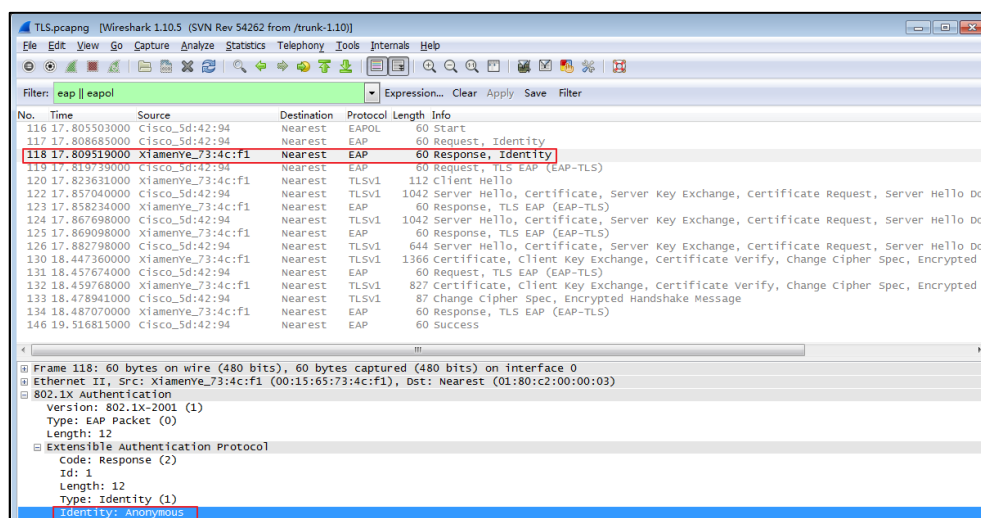 TLS.pcapng [Wireshark 1.10.5 (SVN Rev 54262 from /trunk-1.10)]
File Edit View Go Capture Analyze Statistics Telephony Tools Internals Help
Filter: eap || eapol Expression... Clear Apply Save Filter
No. Time Source Destination Protocol Length Info
116 17.805503000 Cisco_5d:42:94 Nearest EAPOL 60 Start
117 17.808685000 Cisco_5d:42:94 Nearest EAP 60 Request, Identity
118 17.809519000 XiamenYe_73:4c:f1 Nearest EAP 60 Response, Identity
119 17.819739000 Cisco_5d:42:94 Nearest EAP 60 Request, TLS EAP (EAP-TLS)
120 17.823631000 XiamenYe_73:4c:f1 Nearest TLSv1 112 Client Hello
122 17.857040000 Cisco_5d:42:94 Nearest TLSv1 1042 Server Hello, Certificate, Server Key Exchange, Certificate Request, Server Hello Do
123 17.858234000 XiamenYe_73:4c:f1 Nearest EAP 60 Response, TLS EAP (EAP-TLS)
124 17.867698000 Cisco_5d:42:94 Nearest TLSv1 1042 Server Hello, Certificate, Server Key Exchange, Certificate Request, Server Hello Do
125 17.869098000 XiamenYe_73:4c:f1 Nearest EAP 60 Response, TLS EAP (EAP-TLS)
126 17.882798000 Cisco_5d:42:94 Nearest TLSv1 644 Server Hello, Certificate, Server Key Exchange, Certificate Request, Server Hello Do
130 18.447360000 XiamenYe_73:4c:f1 Nearest TLSv1 1366 Certificate, Client Key Exchange, Certificate Verify, Change Cipher Spec, Encrypted
131 18.457674000 Cisco_5d:42:94 Nearest EAP 60 Request, TLS EAP (EAP-TLS)
132 18.459768000 XiamenYe_73:4c:f1 Nearest TLSv1 827 Certificate, Client Key Exchange, Certificate Verify, Change Cipher Spec, Encrypted
133 18.478941000 Cisco_5d:42:94 Nearest TLSv1 87 Change Cipher Spec, Encrypted Handshake Message
134 18.487070000 XiamenYe_73:4c:f1 Nearest EAP 60 Response, TLS EAP (EAP-TLS)
146 19.516815000 Cisco_5d:42:94 Nearest EAP 60 Success
Frame 118: 60 bytes on wire (480 bits), 60 bytes captured (480 bits) on interface 0
Ethernet II, Src: XiamenYe_73:4c:f1 (00:15:65:73:4c:f1), Dst: Nearest (01:80:c2:00:00:03)
802.1X Authentication
Version: 802.1X-2001 (1)
Type: EAP Packet (0)
Length: 12
Extensible Authentication Protocol
Code: Response (2)
Id: 1
Length: 12
Type: Identity (1)
Identity: Anonymous